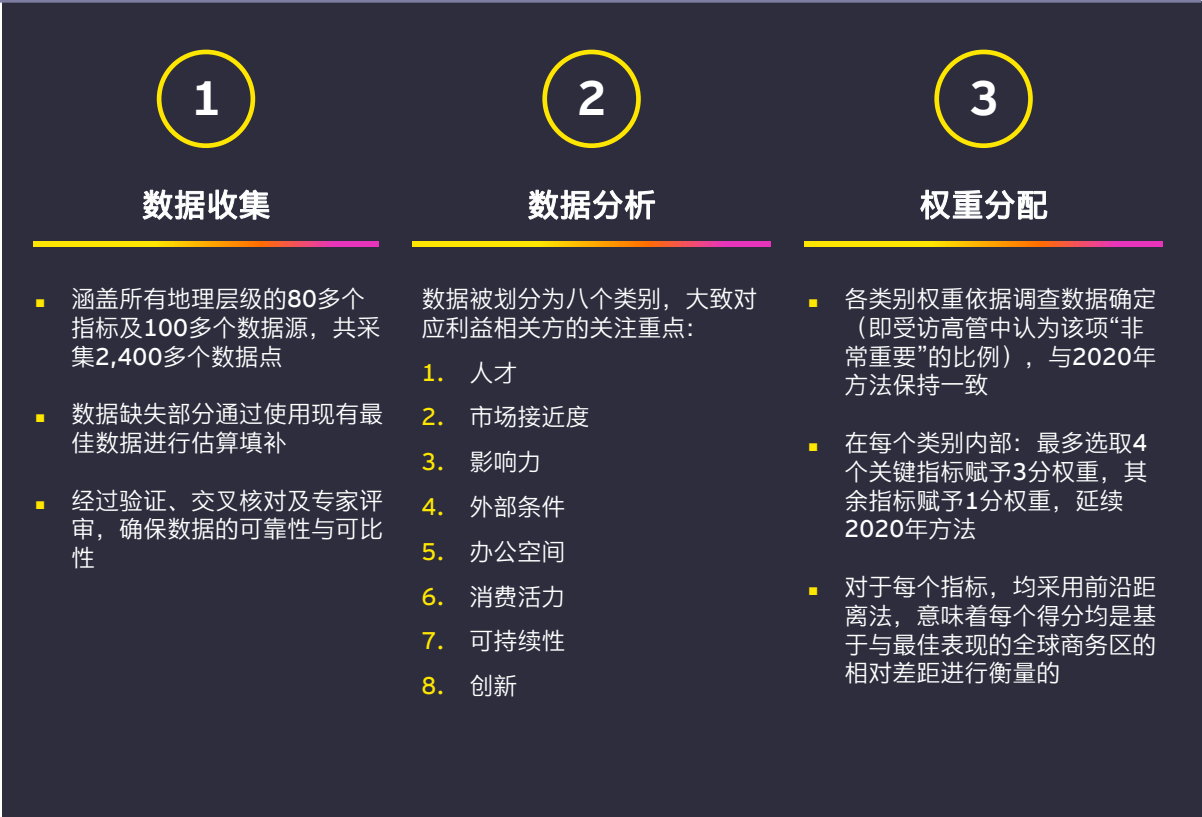 1
数据收集
涵盖所有地理层级的80多个
指标及100多个数据源，共采
集2,400多个数据点
数据缺失部分通过使用现有最
佳数据进行估算填补
经过验证、交叉核对及专家评
审，确保数据的可靠性与可比
性
2
数据分析
数据被划分为八个类别，大致对
应利益相关方的关注重点：
1. 人才
2. 市场接近度
3. 影响力
4. 外部条件
5. 办公空间
6. 消费活力
7. 可持续性
8. 创新
3
权重分配
各类别权重依据调查数据确定
（即受访高管中认为该项“非
常重要”的比例），与2020年
方法保持一致
在每个类别内部：最多选取4
个关键指标赋予3分权重，其
余指标赋予1分权重，延续
2020年方法
对于每个指标，均采用前沿距
离法，意味着每个得分均是基
于与最佳表现的全球商务区的
相对差距进行衡量的